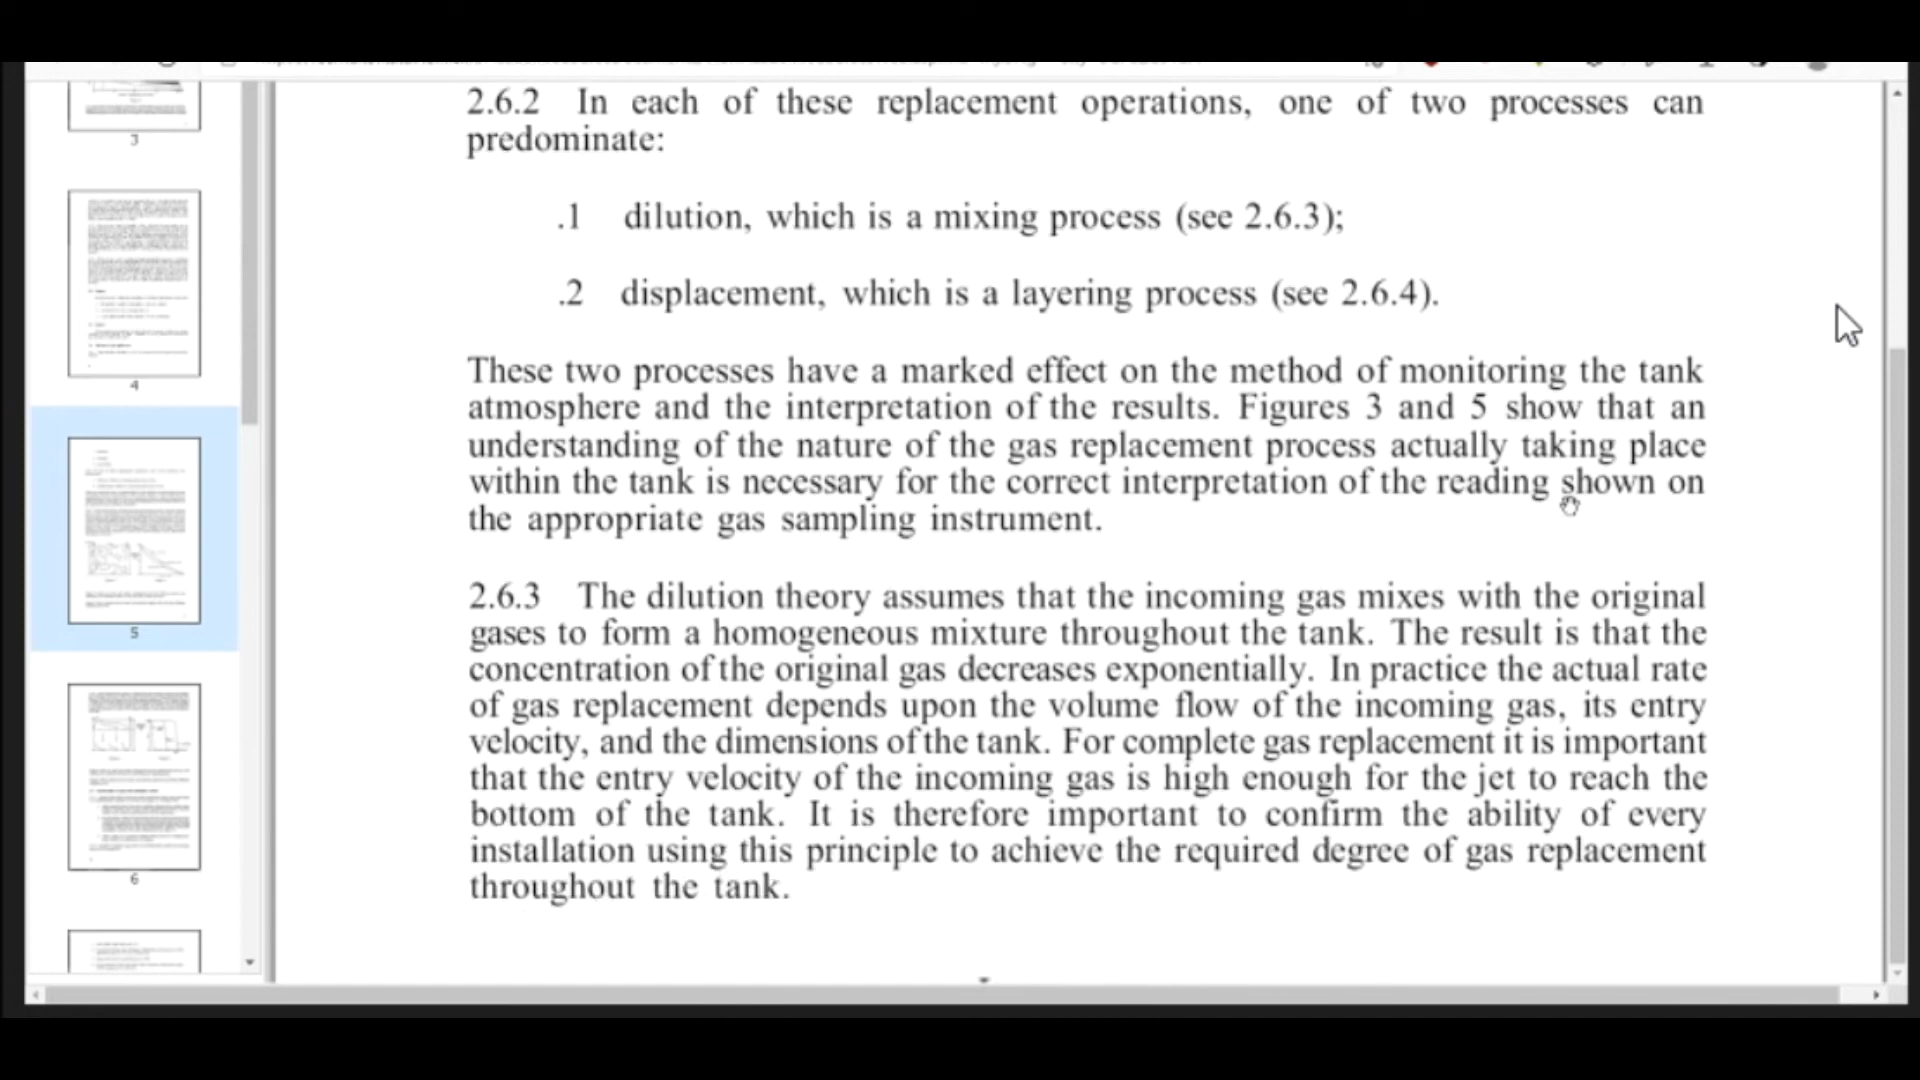 2.6.2 In each of these replacement operations, one of two processes can
predominate:
.1 dilution, which is a mixing process (see 2.6.3);
.2 displacement, which is a layering process (see 2.6.4).
These two processes have a marked effect on the method of monitoring the tank
atmosphere and the interpretation of the results. Figures 3 and 5 show that an
understanding of the nature of the gas replacement process actually taking place
within the tank is necessary for the correct interpretation of the reading shown on
the appropriate gas sampling instrument.
2.6.3 The dilution theory assumes that the incoming gas mixes with the original
gases to form a homogeneous mixture throughout the tank. The result is that the
concentration of the original gas decreases exponentially. In practice the actual rate
of gas replacement depends upon the volume flow of the incoming gas, its entry
velocity, and the dimensions of the tank. For complete gas replacement it is important
that the entry velocity of the incoming gas is high enough for the jet to reach the
bottom of the tank. It is therefore important to confirm the ability of every
installation using this principle to achieve the required degree of gas replacement
throughout the tank.
3
4
5
6